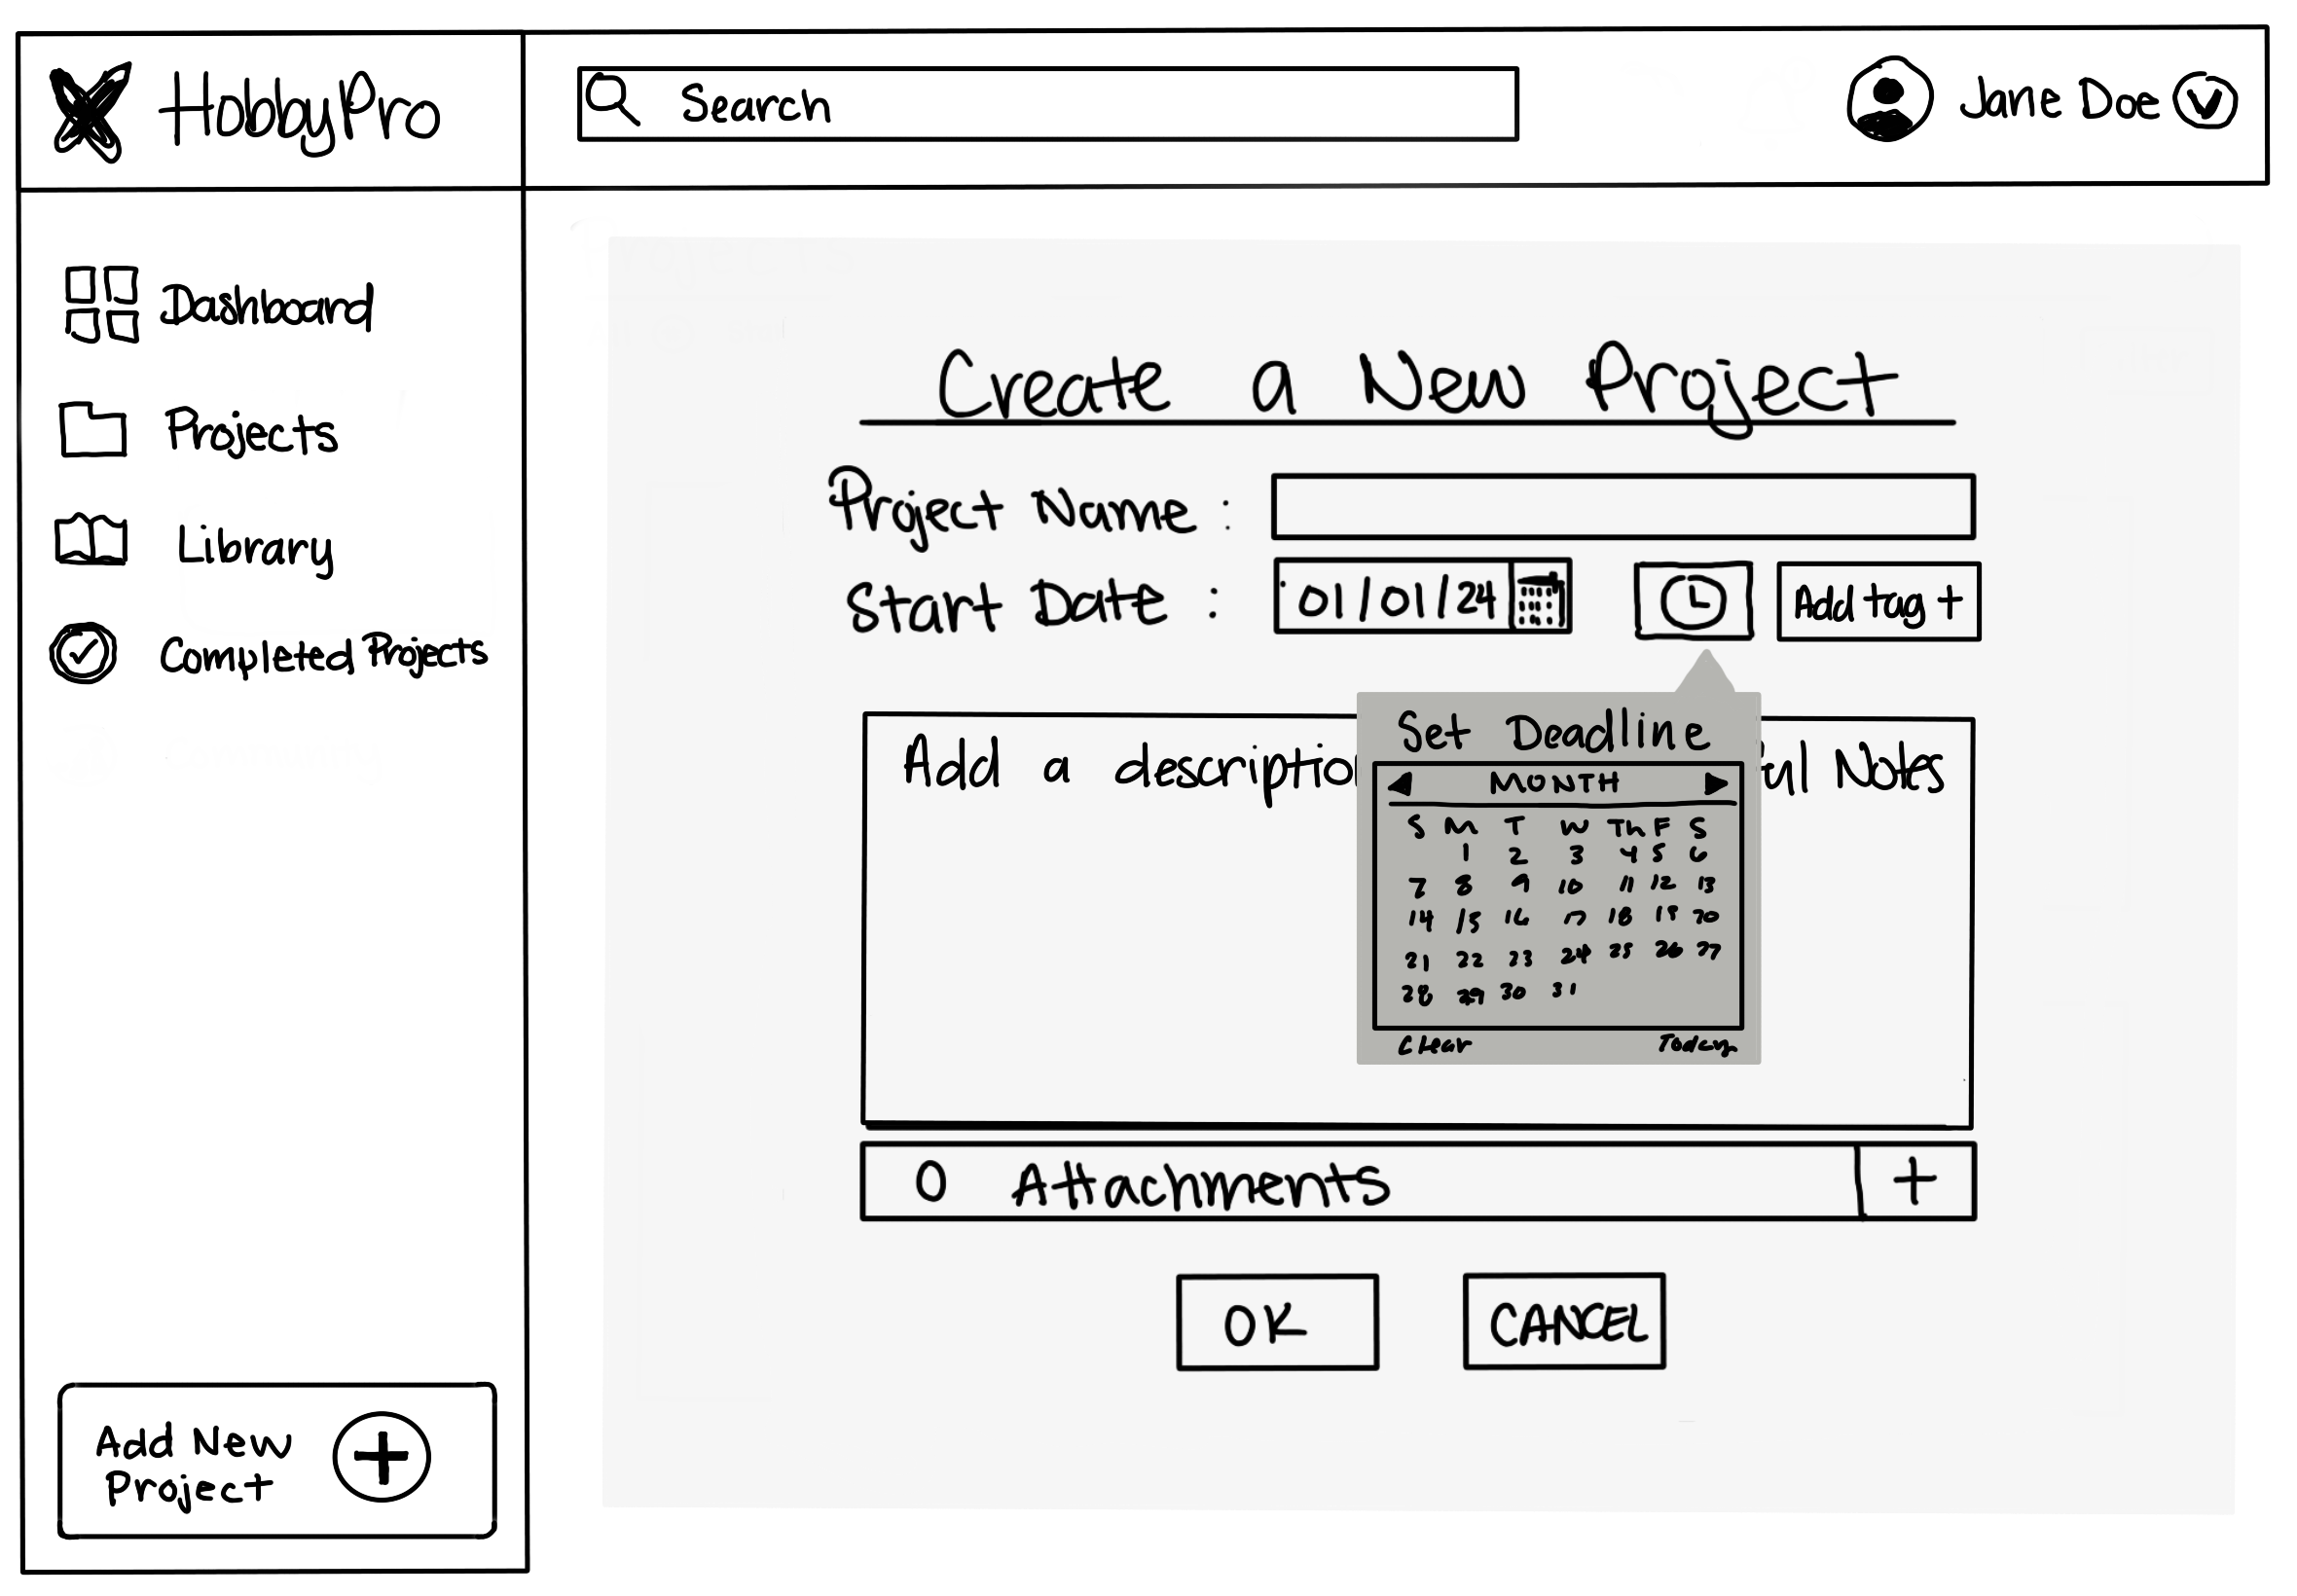 HobbyPro
Search
Jane Doe
Dashboard
Projects
Library
Completed Projects
Add New
Project
Create a New Project
Project Name :
Start Date : 01/01/24
Add tag +
Add a descriptio ul Notes
Set Deadline
MONTH
S M T W Th F S
1 2 3 4 5 6
7 8 9 10 11 12 13
14 15 16 17 18 19 20
21 22 23 24 25 26 27
28 29 30 31
Clear Today
0 Attachments +
OK
CANCEL